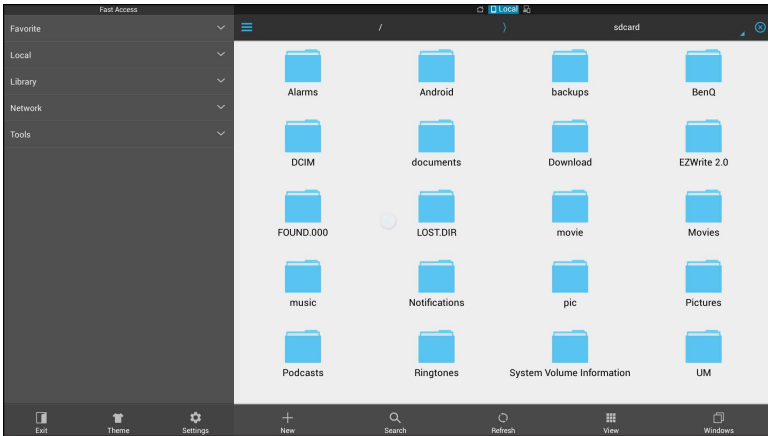 Fast Access
Local
Favorite
/ sdcard
Local
Library
Network
Tools
Alarms Android backups BenQ
DCIM documents Download EZWrite 2.0
FOUND.000 LOST.DIR movie Movies
music Notifications pic Pictures
Podcasts Ringtones System Volume Information UM
Exit Theme Settings New Search Refresh View Windows